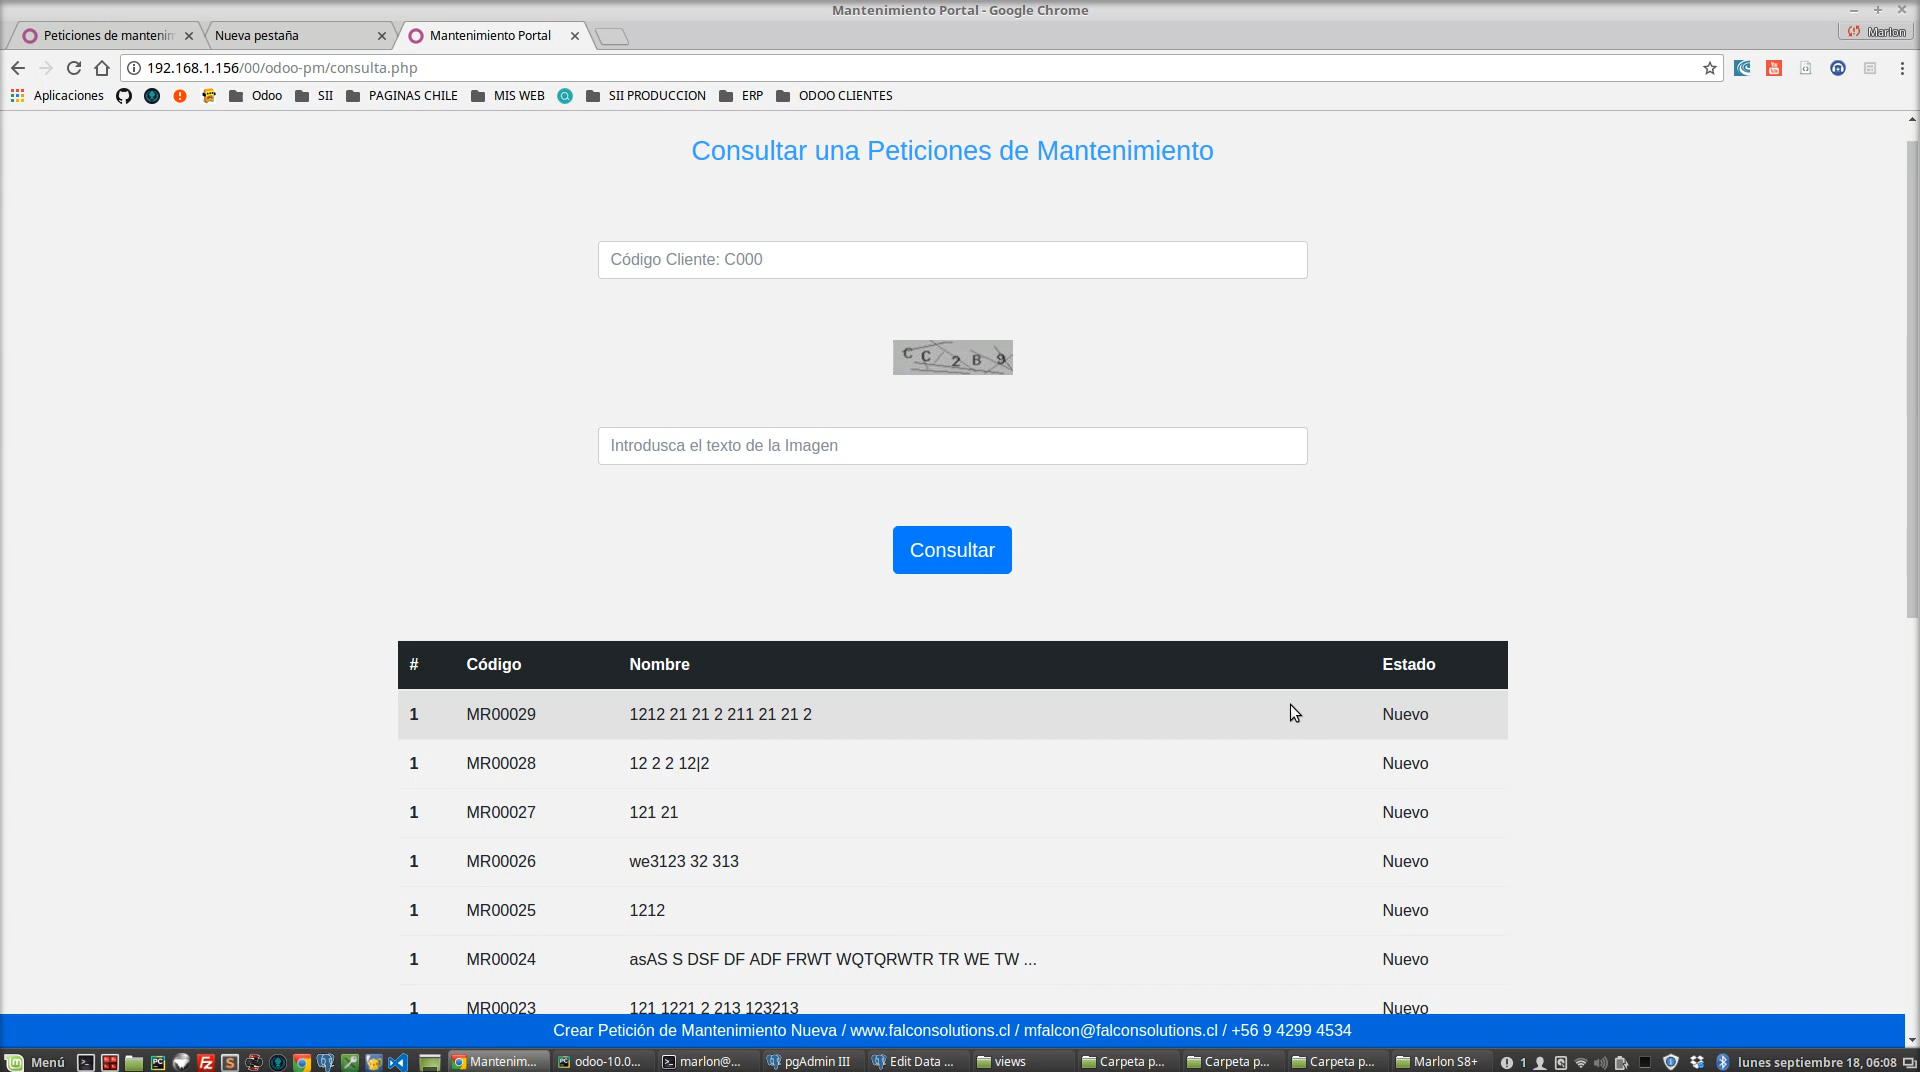 Mantenimiento Portal - Google Chrome
Peticiones de mantenim
Nueva pestaña
Mantenimiento Portal
Marlon
192.168.1.156/00/odoo-pm/consulta.php
Aplicaciones
Odoo
SII
PAGINAS CHILE
MIS WEB
SII PRODUCCION
ERP
ODOO CLIENTES
Consultar una Peticiones de Mantenimiento
Código Cliente: C000
C C 2 B 9
Introdusca el texto de la Imagen
Consultar
# Código Nombre Estado
1 MR00029 1212 21 21 2 211 21 21 2 Nuevo
1 MR00028 12 2 2 12|2 Nuevo
1 MR00027 121 21 Nuevo
1 MR00026 we3123 32 313 Nuevo
1 MR00025 1212 Nuevo
1 MR00024 asAS S DSF DF ADF FRWT WQTQRWTR TR WE TW ... Nuevo
1 MR00023 121 1221 2 213 123213 Nuevo
Crear Petición de Mantenimiento Nueva / www.falconsolutions.cl / mfalcon@falconsolutions.cl / +56 9 4299 4534
Menú
Mantenim...
odoo-10.0...
marlon@...
pgAdmin III
Edit Data ...
views
Carpeta p...
Carpeta p...
Carpeta p...
Marlon S8+
1
lunes septiembre 18, 06:08